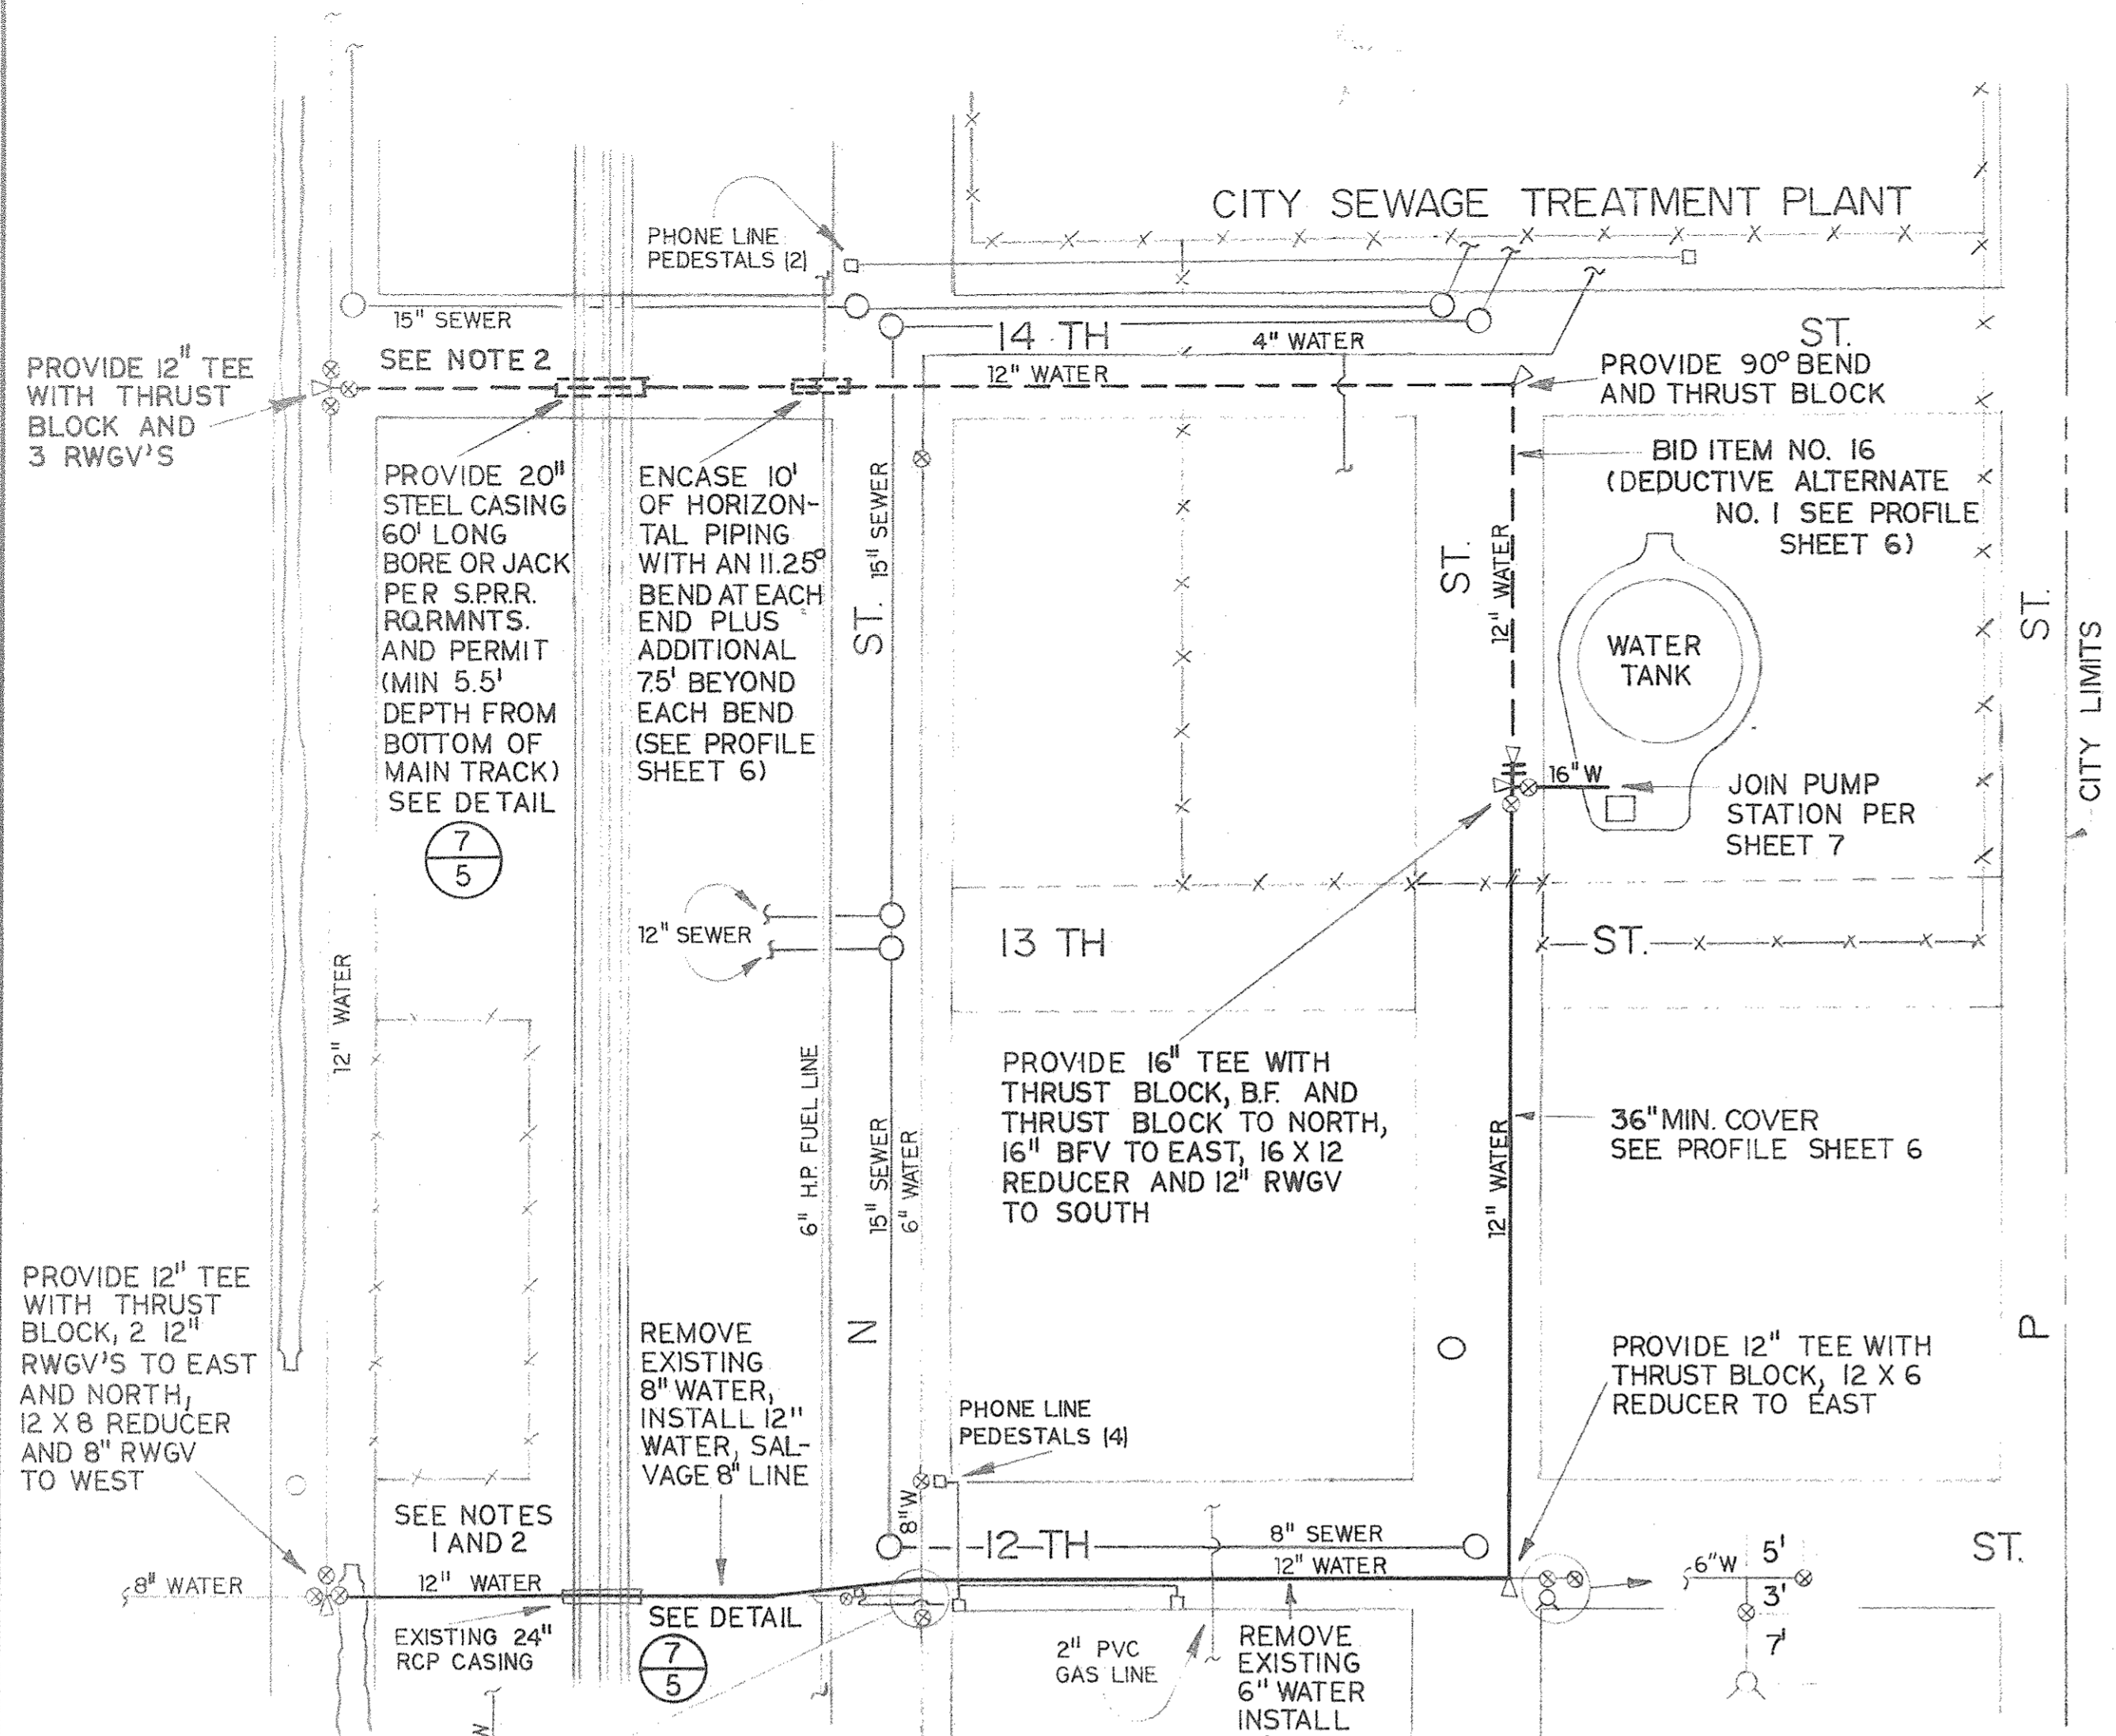 CITY SEWAGE TREATMENT PLANT
PHONE LINE
PEDESTALS (2)
15" SEWER
14 TH
ST.
4" WATER
12" WATER
SEE NOTE 2
PROVIDE 12" TEE
WITH THRUST
BLOCK AND
3 RWGV'S
PROVIDE 90° BEND
AND THRUST BLOCK
BID ITEM NO. 16
(DEDUCTIVE ALTERNATE
NO. 1 SEE PROFILE
SHEET 6)
PROVIDE 20"
STEEL CASING
60' LONG
BORE OR JACK
PER S.P.R.R.
RQ.RMNTS.
AND PERMIT
(MIN 5.5'
DEPTH FROM
BOTTOM OF
MAIN TRACK)
SEE DETAIL
7
5
ENCASE 10'
OF HORIZON-
TAL PIPING
WITH AN 11.25°
BEND AT EACH
END PLUS
ADDITIONAL
7.5' BEYOND
EACH BEND
(SEE PROFILE
SHEET 6)
15" SEWER
ST.
ST.
12" WATER
WATER
TANK
ST.
CITY LIMITS
16" W
JOIN PUMP
STATION PER
SHEET 7
12" SEWER
13 TH
ST.
12" WATER
6" H.P. FUEL LINE
15" SEWER
6" WATER
PROVIDE 16" TEE WITH
THRUST BLOCK, B.F. AND
THRUST BLOCK TO NORTH,
16" BFV TO EAST, 16 X 12
REDUCER AND 12" RWGV
TO SOUTH
12" WATER
36" MIN. COVER
SEE PROFILE SHEET 6
PROVIDE 12" TEE
WITH THRUST
BLOCK, 2 12"
RWGV'S TO EAST
AND NORTH,
12 X 8 REDUCER
AND 8" RWGV
TO WEST
REMOVE
EXISTING
8" WATER,
INSTALL 12"
WATER, SAL-
VAGE 8" LINE
N
O
P
PHONE LINE
PEDESTALS (4)
PROVIDE 12" TEE WITH
THRUST BLOCK, 12 X 6
REDUCER TO EAST
SEE NOTES
1 AND 2
8" W
12 TH
8" SEWER
12" WATER
ST.
8" WATER
12" WATER
6" W
5'
3'
7'
EXISTING 24"
RCP CASING
SEE DETAIL
7
5
2" PVC
GAS LINE
REMOVE
EXISTING
6" WATER
INSTALL
W